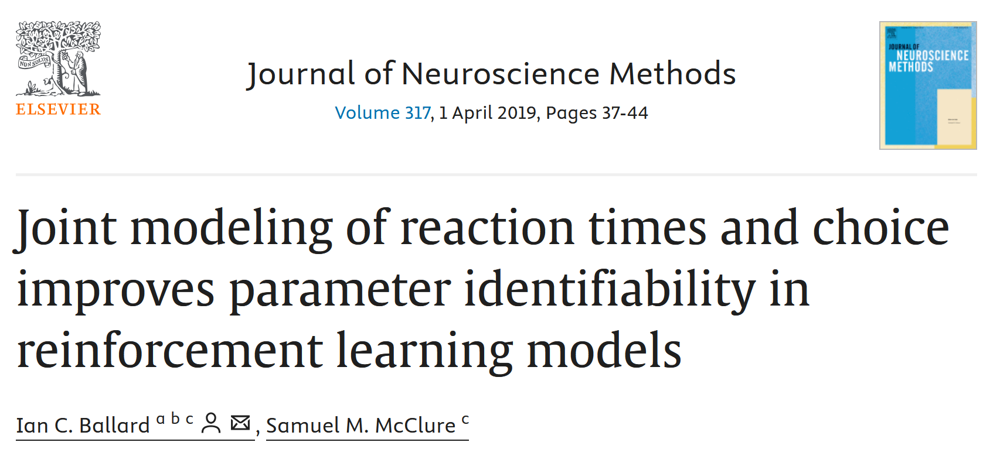 NON SOLUS
ELSEVIER
Journal of Neuroscience Methods
Volume 317, 1 April 2019, Pages 37-44
JOURNAL OF
NEUROSCIENCE
METHODS
Joint modeling of reaction times and choice
improves parameter identifiability in
reinforcement learning models
Ian C. Ballard a b c, Samuel M. McClure c